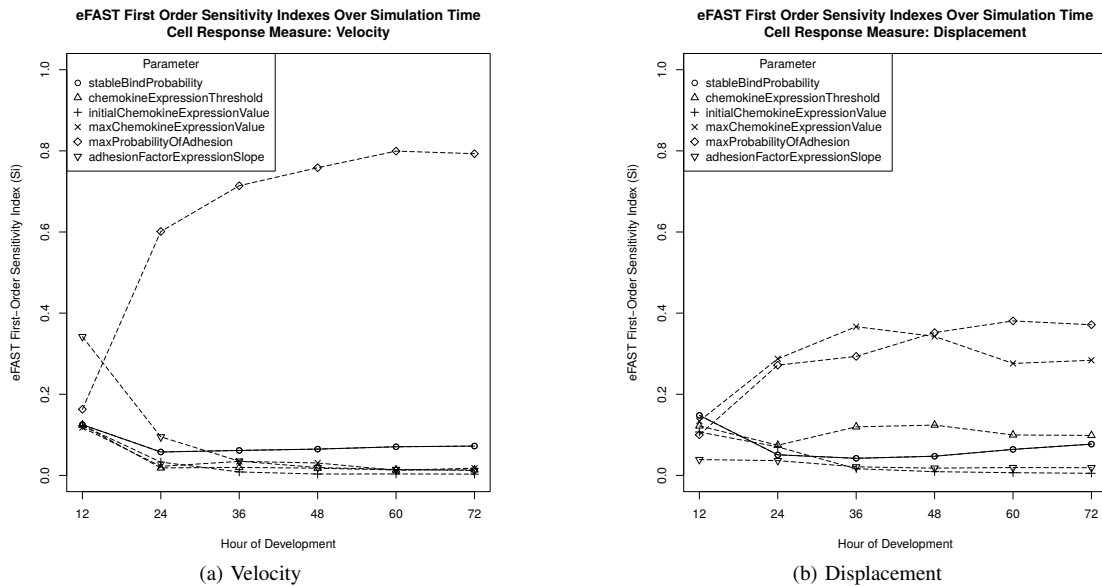 eFAST First Order Sensitivity Indexes Over Simulation Time
Cell Response Measure: Velocity
eFAST First−Order Sensitivity Index (Si)
1.0
0.8
0.6
0.4
0.2
0.0
Parameter
stableBindProbability
chemokineExpressionThreshold
initialChemokineExpressionValue
maxChemokineExpressionValue
maxProbabilityOfAdhesion
adhesionFactorExpressionSlope
12 24 36 48 60 72
Hour of Development
(a) Velocity
eFAST First Order Sensivity Indexes Over Simulation Time
Cell Response Measure: Displacement
eFAST First−Order Sensitivity Index (Si)
1.0
0.8
0.6
0.4
0.2
0.0
Parameter
stableBindProbability
chemokineExpressionThreshold
initialChemokineExpressionValue
maxChemokineExpressionValue
maxProbabilityOfAdhesion
adhesionFactorExpressionSlope
12 24 36 48 60 72
Hour of Development
(b) Displacement